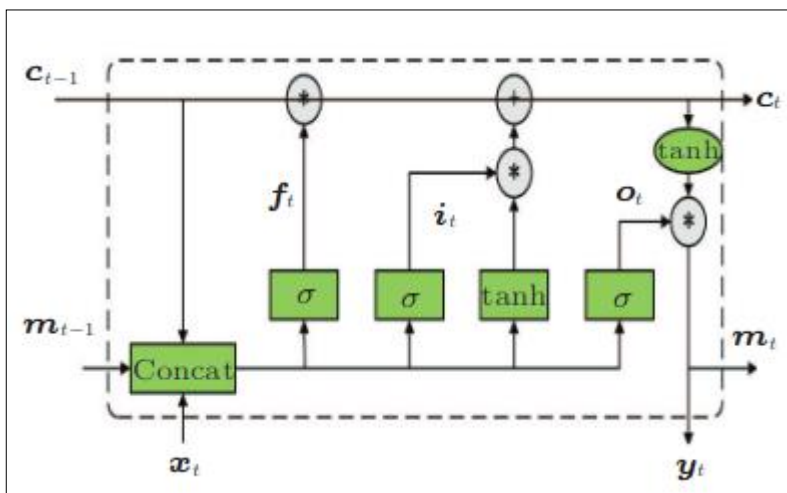 c_{t-1}
* + c_t
tanh
f_t * i_t o_t *
σ σ tanh σ
m_{t-1} m_t
Concat
x_t y_t